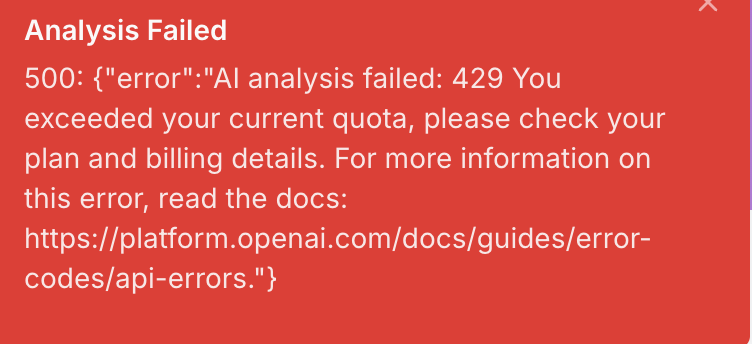 Analysis Failed
500: {"error":"AI analysis failed: 429 You
exceeded your current quota, please check your
plan and billing details. For more information on
this error, read the docs:
https://platform.openai.com/docs/guides/error-
codes/api-errors."}